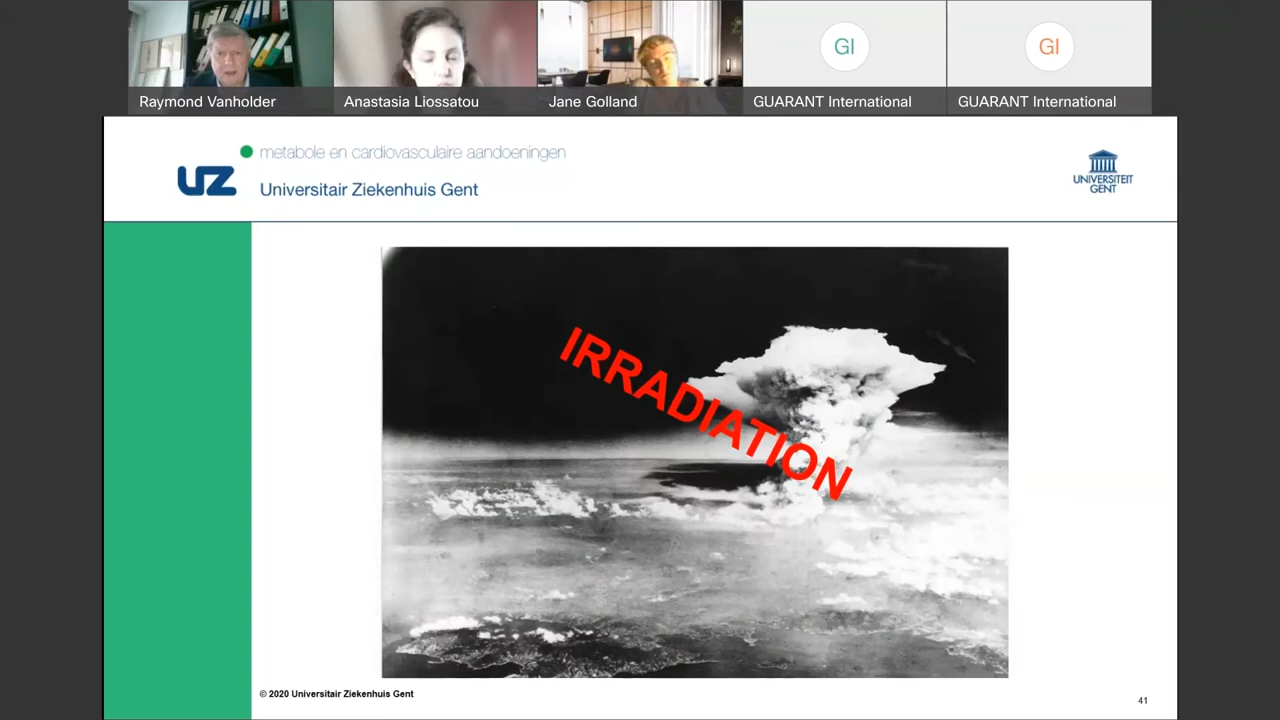 GI
GI
Raymond Vanholder
Anastasia Liossatou
Jane Golland
GUARANT International
GUARANT International
metabole en cardiovasculaire aandoeningen
UZ
Universitair Ziekenhuis Gent
UNIVERSITEIT
GENT
IRRADIATION
© 2020 Universitair Ziekenhuis Gent
41